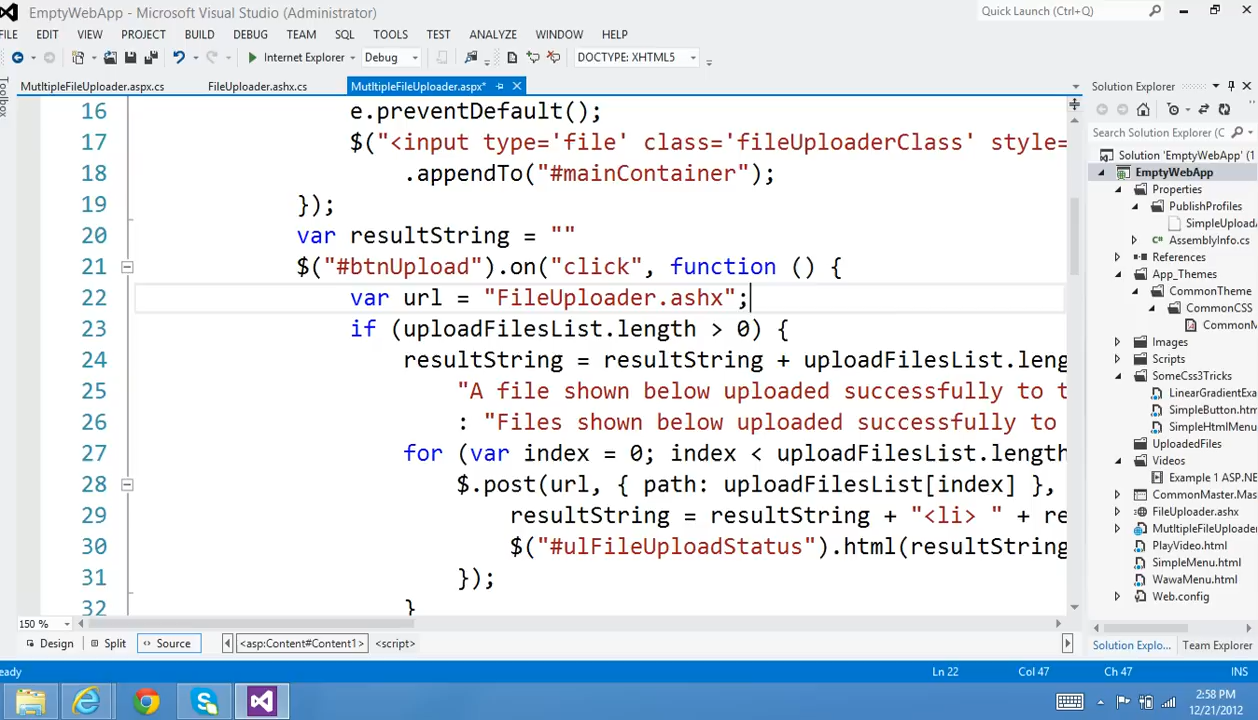 EmptyWebApp - Microsoft Visual Studio (Administrator)
Quick Launch (Ctrl+Q)
FILE EDIT VIEW PROJECT BUILD DEBUG TEAM SQL TOOLS TEST ANALYZE WINDOW HELP
Internet Explorer Debug DOCTYPE: XHTML5
Toolbox
MutltipleFileUploader.aspx.cs FileUploader.ashx.cs MutltipleFileUploader.aspx*
16 e.preventDefault();
17 $("<input type='file' class='fileUploaderClass' style=
18 .appendTo("#mainContainer");
19 });
20 var resultString = ""
21 $("#btnUpload").on("click", function () {
22 var url = "FileUploader.ashx";
23 if (uploadFilesList.length > 0) {
24 resultString = resultString + uploadFilesList.leng
25 "A file shown below uploaded successfully to t
26 : "Files shown below uploaded successfully to
27 for (var index = 0; index < uploadFilesList.length
28 $.post(url, { path: uploadFilesList[index] },
29 resultString = resultString + "<li> " + re
30 $("#ulFileUploadStatus").html(resultString
31 });
32 }
150 %
Design Split Source <asp:Content#Content1> <script>
Solution Explorer
Search Solution Explorer (C
Solution 'EmptyWebApp' (1
EmptyWebApp
Properties
PublishProfiles
SimpleUploadA
AssemblyInfo.cs
References
App_Themes
CommonTheme
CommonCSS
CommonM
Images
Scripts
SomeCss3Tricks
LinearGradientExa
SimpleButton.htm
SimpleHtmlMenu
UploadedFiles
Videos
Example 1 ASP.NE
CommonMaster.Mas
FileUploader.ashx
MutltipleFileUploader
PlayVideo.html
SimpleMenu.html
WawaMenu.html
Web.config
Solution Explo... Team Explorer
eady Ln 22 Col 47 Ch 47 INS
2:58 PM
12/21/2012